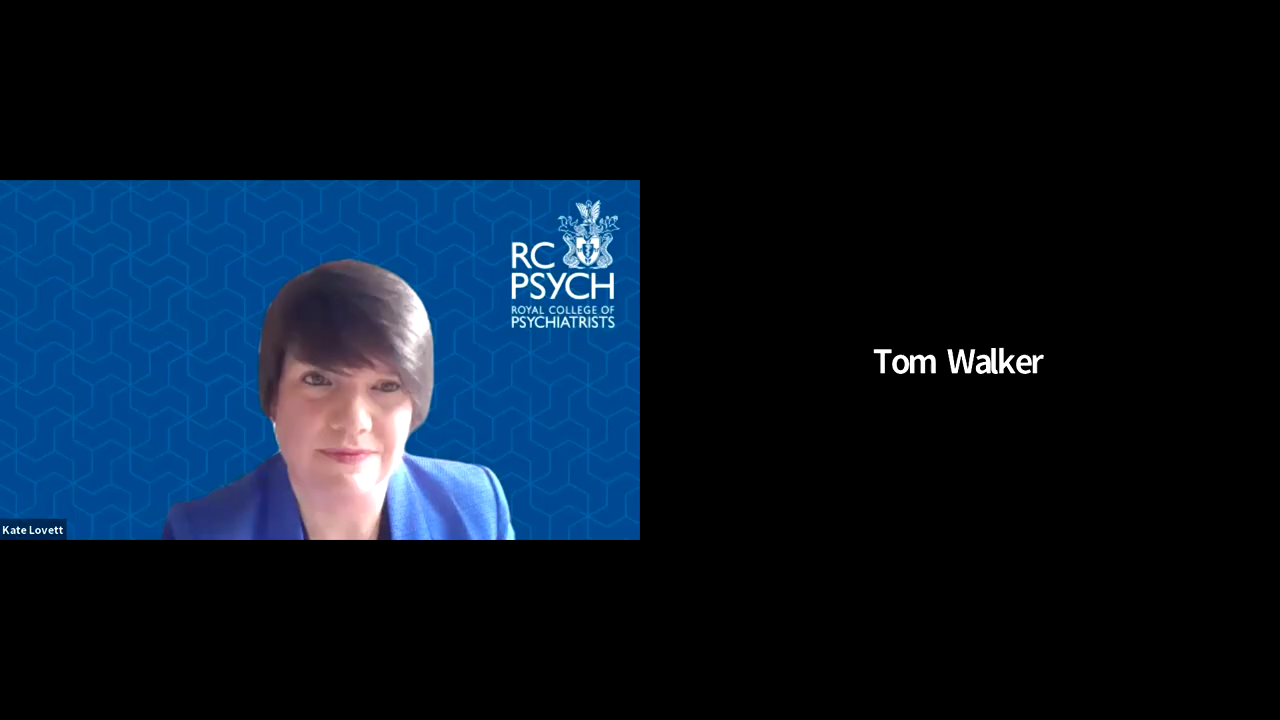 RC
PSYCH
ROYAL COLLEGE OF
PSYCHIATRISTS
Kate Lovett
Tom Walker